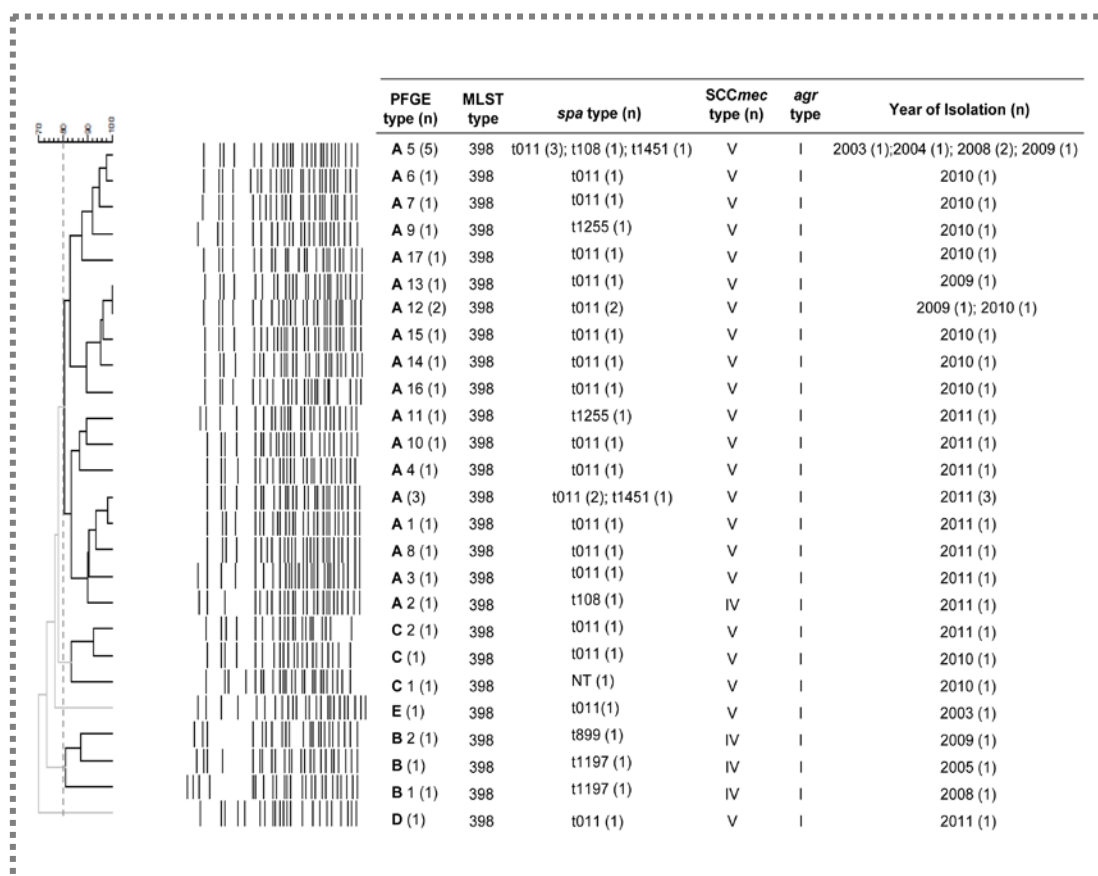 PFGE type (n) MLST type spa type (n) SCCmec type (n) agr type Year of Isolation (n)
70 80 90 100
A 5 (5) 398 t011 (3); t108 (1); t1451 (1) V I 2003 (1);2004 (1); 2008 (2); 2009 (1)
A 6 (1) 398 t011 (1) V I 2010 (1)
A 7 (1) 398 t011 (1) V I 2010 (1)
A 9 (1) 398 t1255 (1) V I 2010 (1)
A 17 (1) 398 t011 (1) V I 2010 (1)
A 13 (1) 398 t011 (1) V I 2009 (1)
A 12 (2) 398 t011 (2) V I 2009 (1); 2010 (1)
A 15 (1) 398 t011 (1) V I 2010 (1)
A 14 (1) 398 t011 (1) V I 2010 (1)
A 16 (1) 398 t011 (1) V I 2010 (1)
A 11 (1) 398 t1255 (1) V I 2011 (1)
A 10 (1) 398 t011 (1) V I 2011 (1)
A 4 (1) 398 t011 (1) V I 2011 (1)
A (3) 398 t011 (2); t1451 (1) V I 2011 (3)
A 1 (1) 398 t011 (1) V I 2011 (1)
A 8 (1) 398 t011 (1) V I 2011 (1)
A 3 (1) 398 t011 (1) V I 2011 (1)
A 2 (1) 398 t108 (1) IV I 2011 (1)
C 2 (1) 398 t011 (1) V I 2011 (1)
C (1) 398 t011 (1) V I 2010 (1)
C 1 (1) 398 NT (1) V I 2010 (1)
E (1) 398 t011(1) V I 2003 (1)
B 2 (1) 398 t899 (1) IV I 2009 (1)
B (1) 398 t1197 (1) IV I 2005 (1)
B 1 (1) 398 t1197 (1) IV I 2008 (1)
D (1) 398 t011 (1) V I 2011 (1)